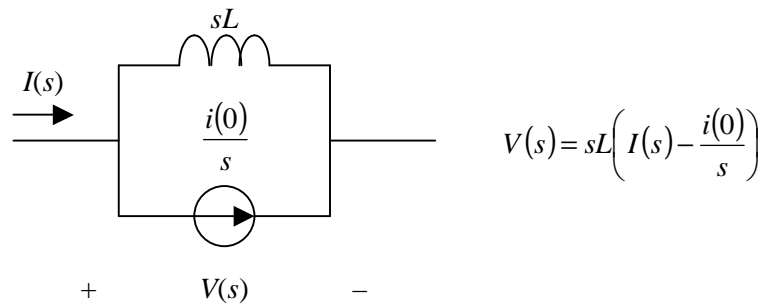 sL
I(s)
i(0)
s
V(s) = sL(I(s) − i(0)/s)
+ V(s) −